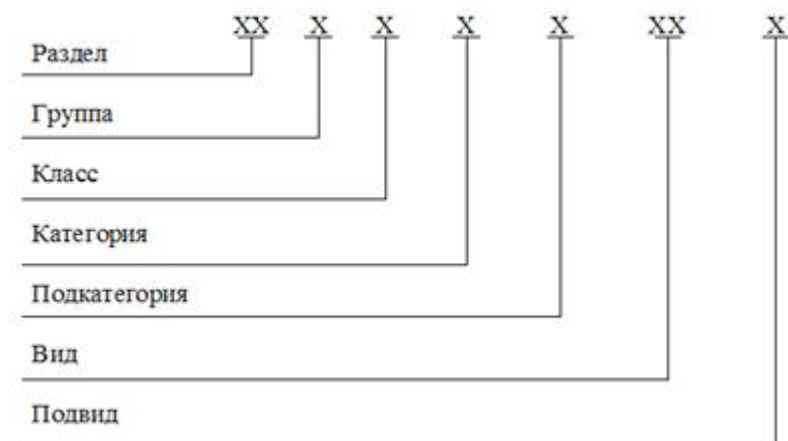 XX X X X X XX X
Раздел
Группа
Класс
Категория
Подкатегория
Вид
Подвид